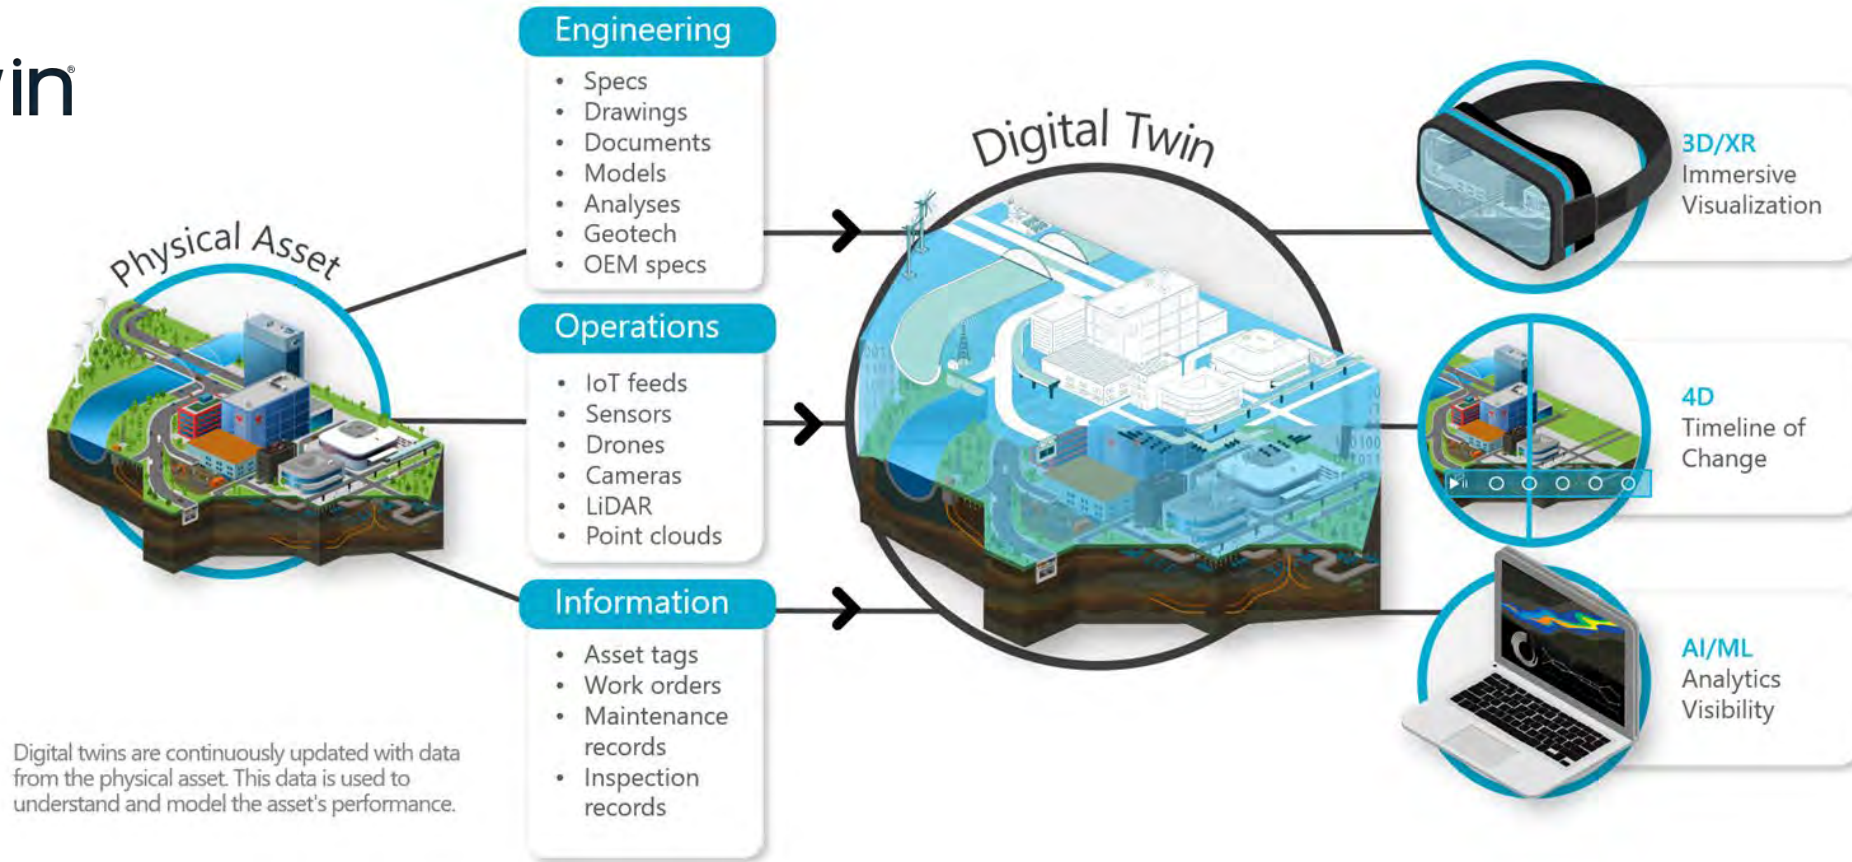 in®
Physical Asset
Engineering
• Specs
• Drawings
• Documents
• Models
• Analyses
• Geotech
• OEM specs
Operations
• IoT feeds
• Sensors
• Drones
• Cameras
• LiDAR
• Point clouds
Information
• Asset tags
• Work orders
• Maintenance
records
• Inspection
records
Digital Twin
3D/XR
Immersive
Visualization
4D
Timeline of
Change
AI/ML
Analytics
Visibility
Digital twins are continuously updated with data
from the physical asset. This data is used to
understand and model the asset's performance.